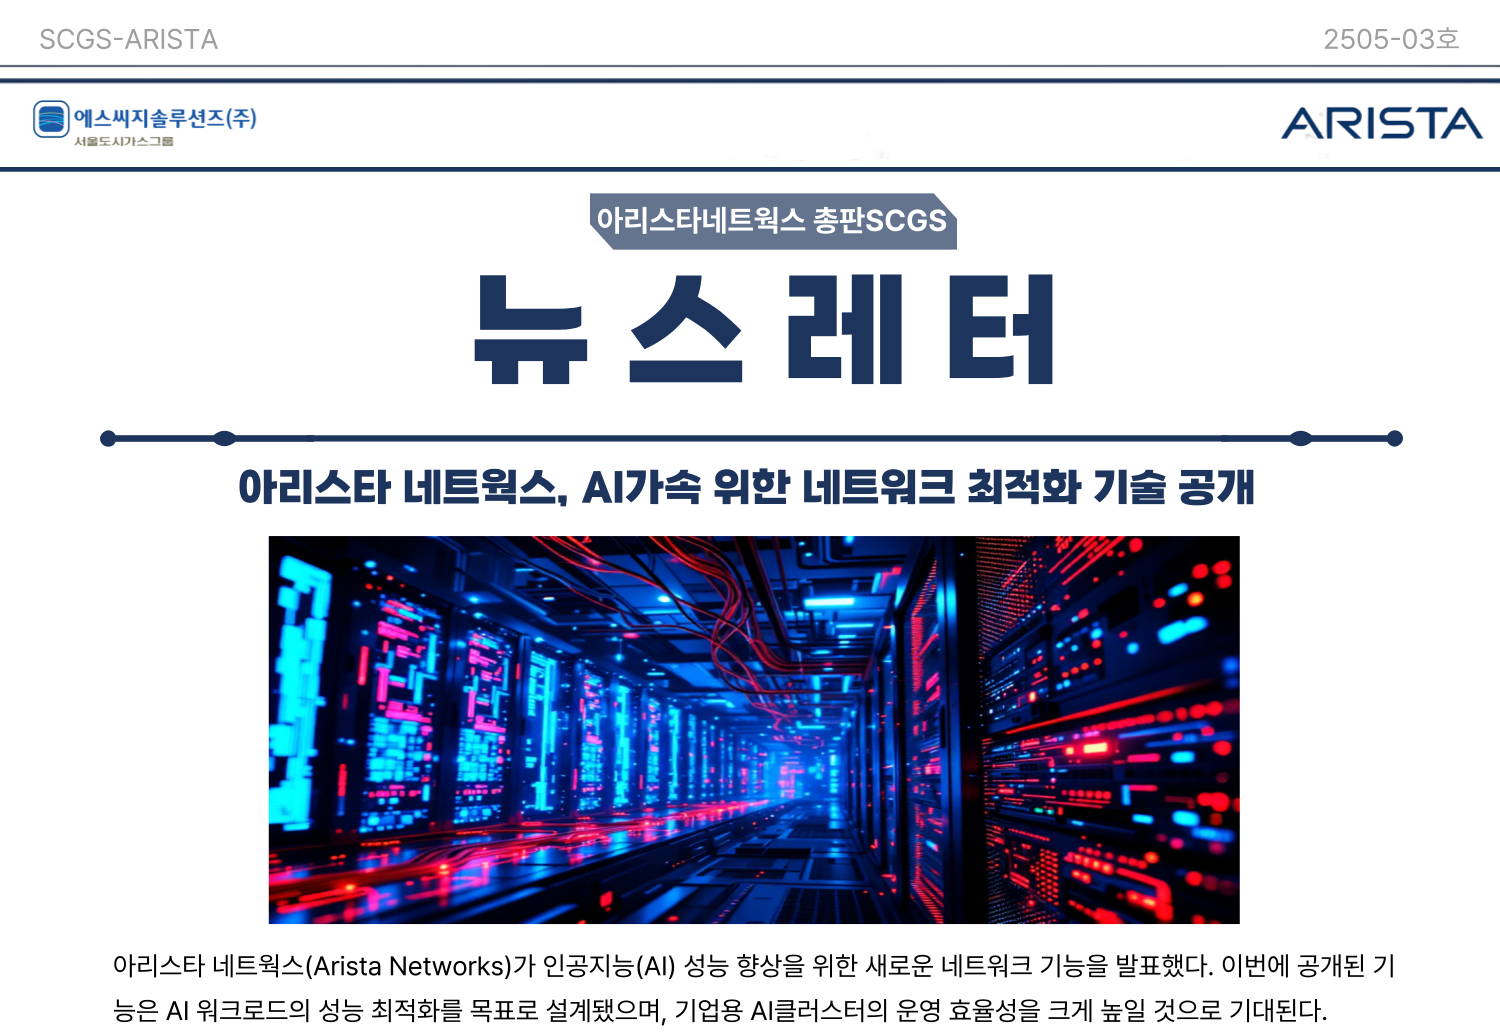 SCGS-ARISTA
2505-03호
에스씨지솔루션즈(주)
서울도시가스그룹
ARISTA
아리스타네트웍스 총판SCGS
뉴스레터
아리스타 네트웍스, AI가속 위한 네트워크 최적화 기술 공개
아리스타 네트웍스(Arista Networks)가 인공지능(AI) 성능 향상을 위한 새로운 네트워크 기능을 발표했다. 이번에 공개된 기
능은 AI 워크로드의 성능 최적화를 목표로 설계됐으며, 기업용 AI클러스터의 운영 효율성을 크게 높일 것으로 기대된다.